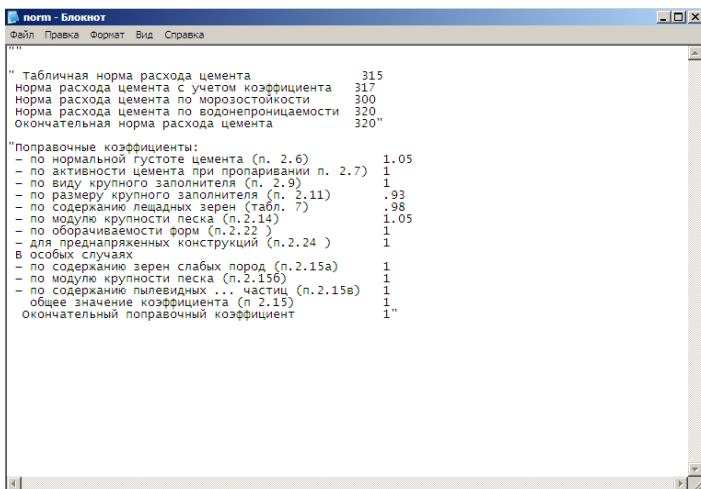 norm - Блокнот
Файл Правка Формат Вид Справка
""
" Табличная норма расхода цемента 315
Норма расхода цемента с учетом коэффициента 317
Норма расхода цемента по морозостойкости 300
Норма расхода цемента по водонепроницаемости 320
Окончательная норма расхода цемента 320"
"Поправочные коэффициенты:
– по нормальной густоте цемента (п. 2.6) 1.05
– по активности цемента при пропаривании п. 2.7) 1
– по виду крупного заполнителя (п. 2.9) 1
– по размеру крупного заполнителя (п. 2.11) .93
– по содержанию лещадных зерен (табл. 7) .98
– по модулю крупности песка (п.2.14) 1.05
– по оборачиваемости форм (п.2.22 ) 1
– для преднапряженных конструкций (п.2.24 ) 1
В особых случаях
– по содержанию зерен слабых пород (п.2.15а) 1
– по модулю крупности песка (п.2.15б) 1
– по содержанию пылевидных ... частиц (п.2.15в) 1
общее значение коэффициента (п 2.15) 1
Окончательный поправочный коэффициент 1"